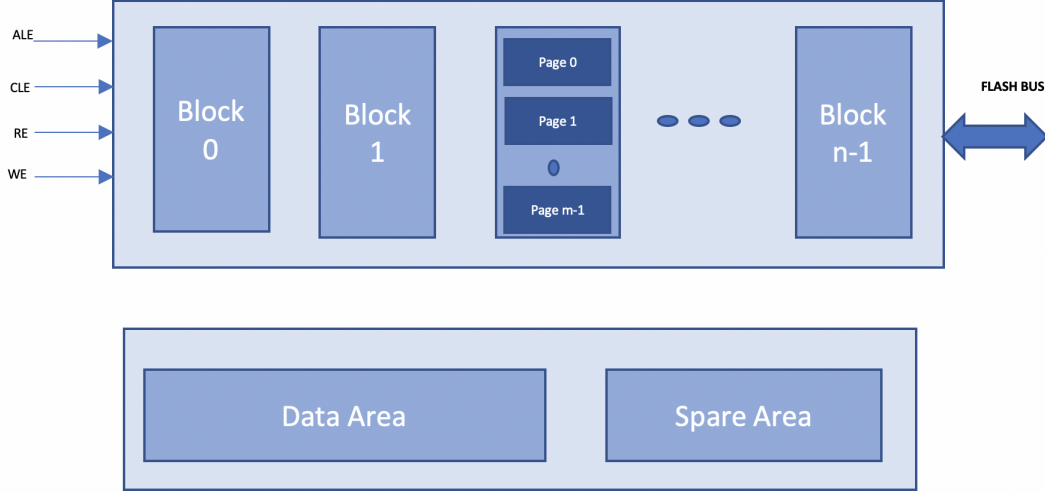 ALE
CLE
RE
WE
Block
0
Block
1
Page 0
Page 1
Page m-1
Block
n-1
FLASH BUS
Data Area
Spare Area